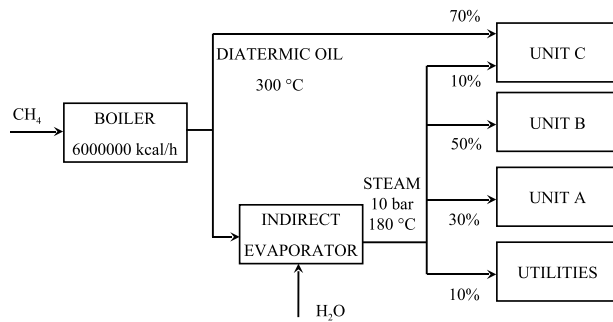 70%
UNIT C
DIATERMIC OIL
300 °C
10%
CH₄
BOILER
6000000 kcal/h
UNIT B
50%
STEAM
10 bar
180 °C
UNIT A
30%
INDIRECT
EVAPORATOR
UTILITIES
10%
H₂O